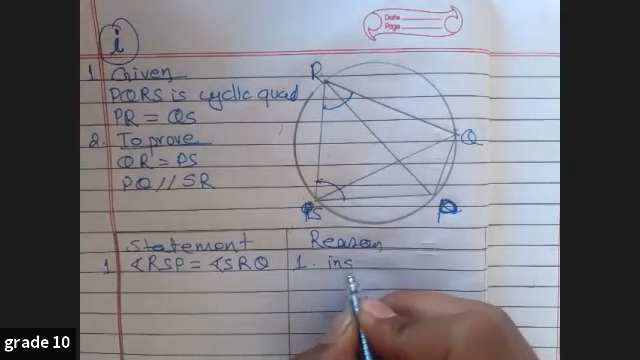 i
Date
Page
1. Given
PQRS is cyclic quad
PR = QS
2. To prove
QR = PS
PQ // SR
R
Q
S
P
Statement
Reason
1 ∢RSP = ∢SRQ
1. ins
grade 10